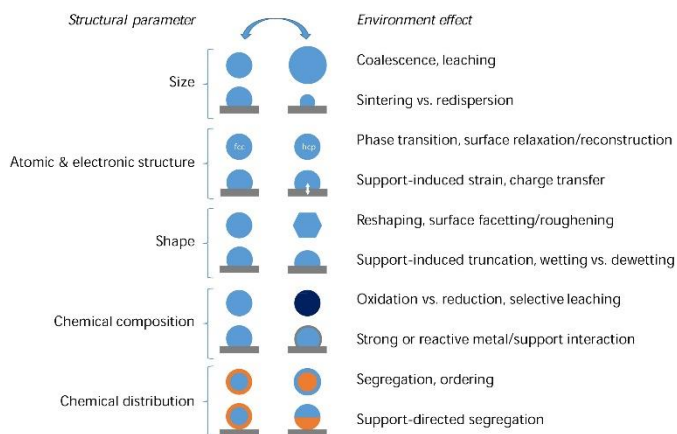 Structural parameter Environment effect
Size
Coalescence, leaching
Sintering vs. redispersion
Atomic & electronic structure
fcc hcp Phase transition, surface relaxation/reconstruction
Support-induced strain, charge transfer
Shape
Reshaping, surface facetting/roughening
Support-induced truncation, wetting vs. dewetting
Chemical composition
Oxidation vs. reduction, selective leaching
Strong or reactive metal/support interaction
Chemical distribution
Segregation, ordering
Support-directed segregation